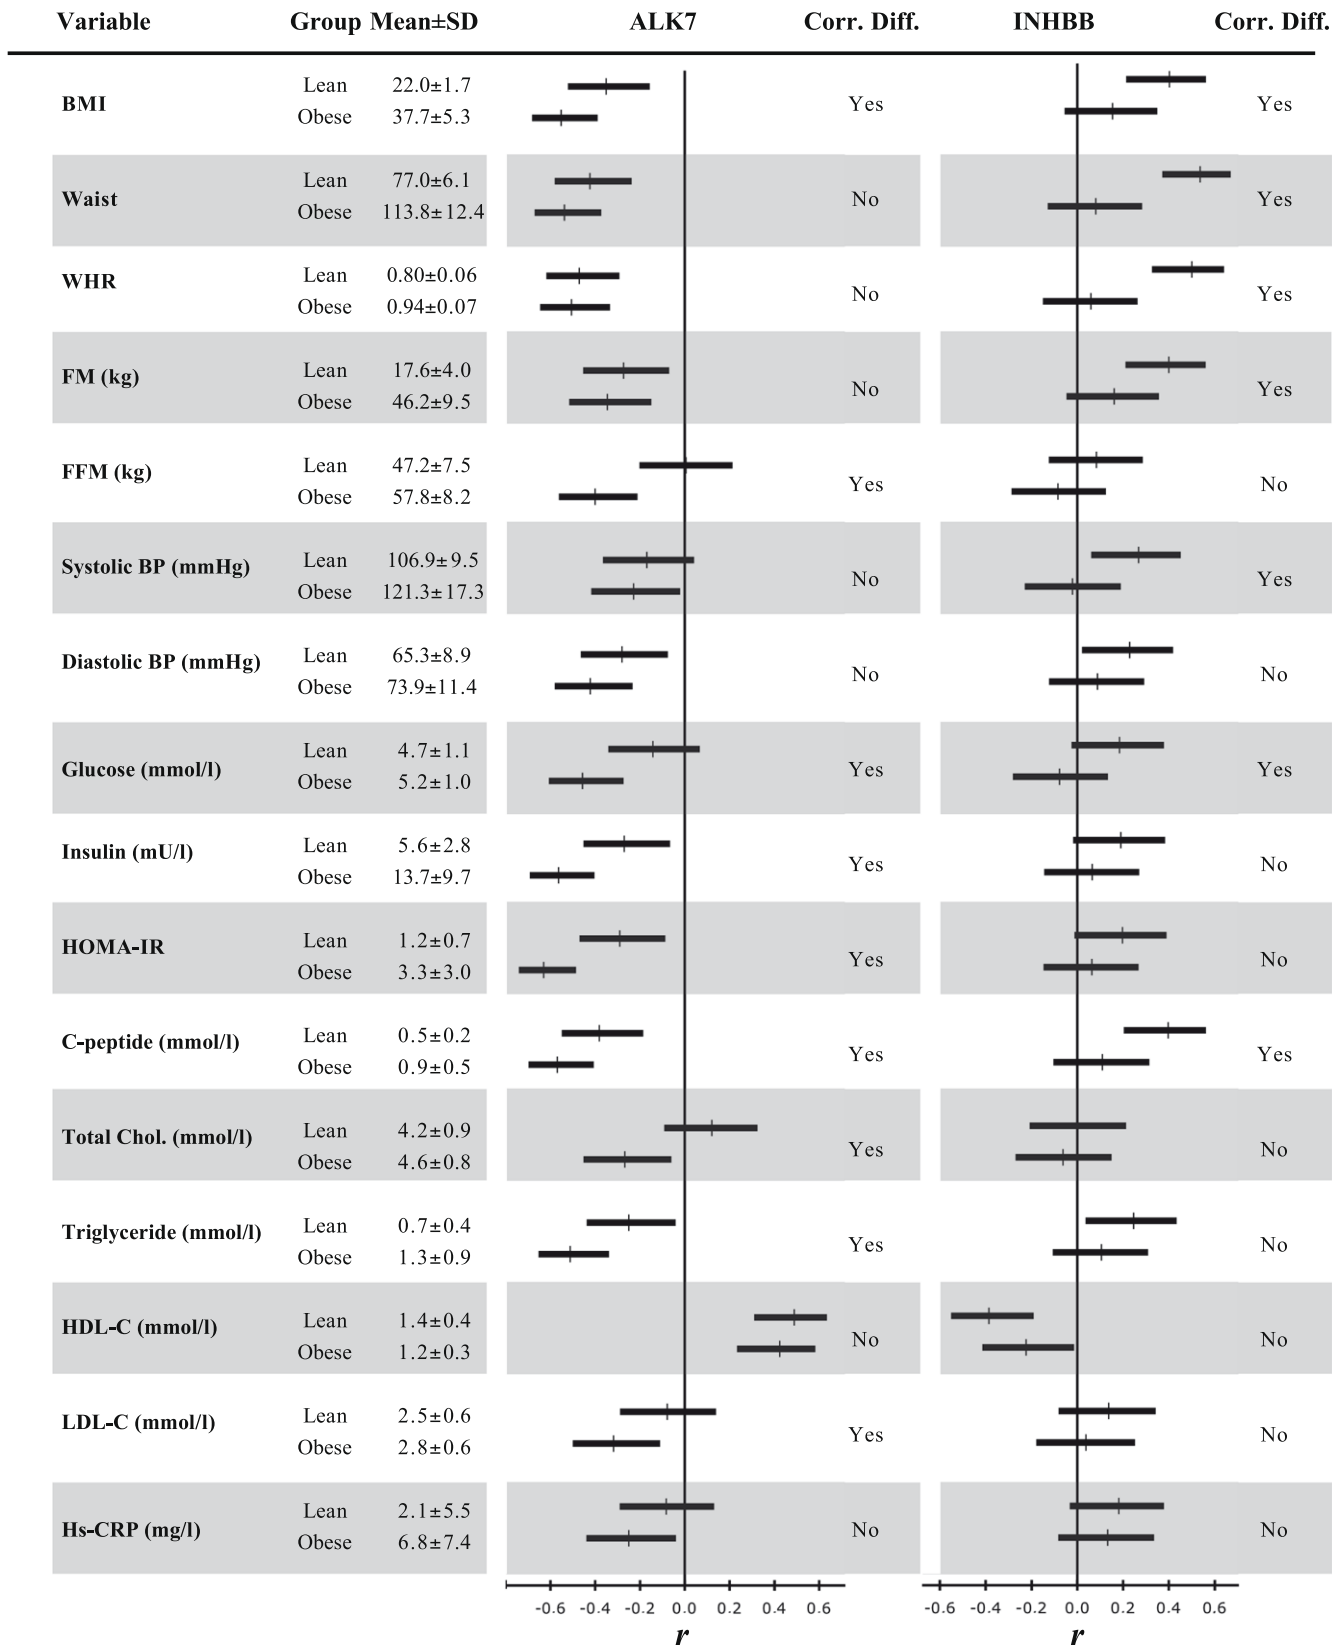 Variable Group Mean±SD ALK7 Corr. Diff. INHBB Corr. Diff.
BMI
Lean 22.0±1.7
Obese 37.7±5.3
Yes Yes
Waist
Lean 77.0±6.1
Obese 113.8±12.4
No Yes
WHR
Lean 0.80±0.06
Obese 0.94±0.07
No Yes
FM (kg)
Lean 17.6±4.0
Obese 46.2±9.5
No Yes
FFM (kg)
Lean 47.2±7.5
Obese 57.8±8.2
Yes No
Systolic BP (mmHg)
Lean 106.9±9.5
Obese 121.3±17.3
No Yes
Diastolic BP (mmHg)
Lean 65.3±8.9
Obese 73.9±11.4
No No
Glucose (mmol/l)
Lean 4.7±1.1
Obese 5.2±1.0
Yes Yes
Insulin (mU/l)
Lean 5.6±2.8
Obese 13.7±9.7
Yes No
HOMA-IR
Lean 1.2±0.7
Obese 3.3±3.0
Yes No
C-peptide (mmol/l)
Lean 0.5±0.2
Obese 0.9±0.5
Yes Yes
Total Chol. (mmol/l)
Lean 4.2±0.9
Obese 4.6±0.8
Yes No
Triglyceride (mmol/l)
Lean 0.7±0.4
Obese 1.3±0.9
Yes No
HDL-C (mmol/l)
Lean 1.4±0.4
Obese 1.2±0.3
No No
LDL-C (mmol/l)
Lean 2.5±0.6
Obese 2.8±0.6
Yes No
Hs-CRP (mg/l)
Lean 2.1±5.5
Obese 6.8±7.4
No No
-0.6 -0.4 -0.2 0.0 0.2 0.4 0.6 -0.6 -0.4 -0.2 0.0 0.2 0.4 0.6
r r